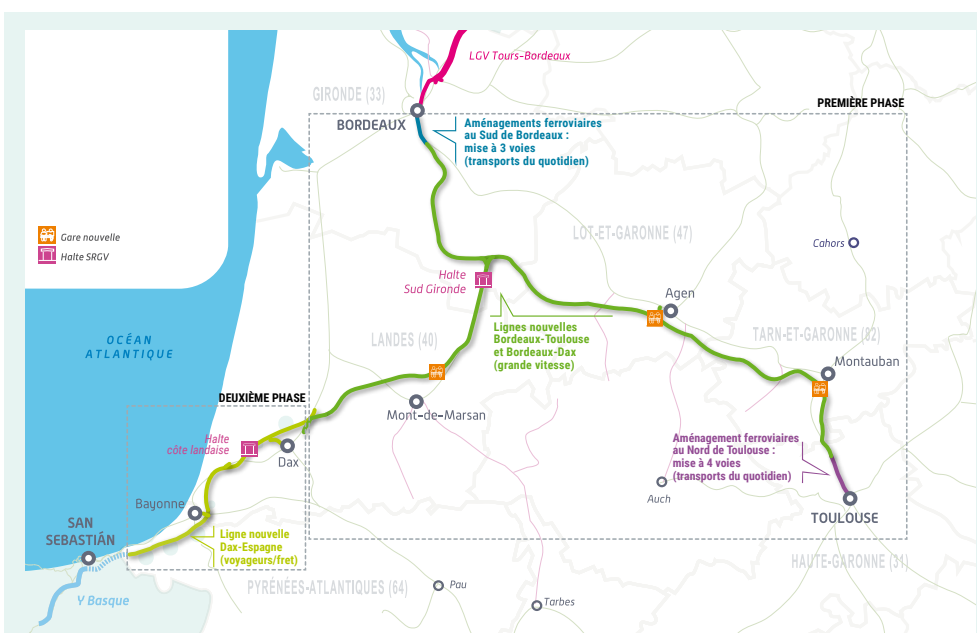 LGV Tours-Bordeaux
GIRONDE (33)
PREMIÈRE PHASE
BORDEAUX
Aménagements ferroviaires
au Sud de Bordeaux :
mise à 3 voies
(transports du quotidien)
Gare nouvelle
Halte SRGV
LOT-ET-GARONNE (47)
Cahors
Halte
Sud Gironde
Agen
OCÉAN
ATLANTIQUE
LANDES (40)
Lignes nouvelles
Bordeaux-Toulouse
et Bordeaux-Dax
(grande vitesse)
TARN-ET-GARONNE (82)
Montauban
DEUXIÈME PHASE
Mont-de-Marsan
Halte
côte landaise
Dax
Aménagement ferroviaires
au Nord de Toulouse :
mise à 4 voies
(transports du quotidien)
Auch
Bayonne
TOULOUSE
SAN
SEBASTIÁN
Ligne nouvelle
Dax-Espagne
(voyageurs/fret)
HAUTE-GARONNE (31)
PYRÉNÉES-ATLANTIQUES (64)
Pau
Y Basque
Tarbes